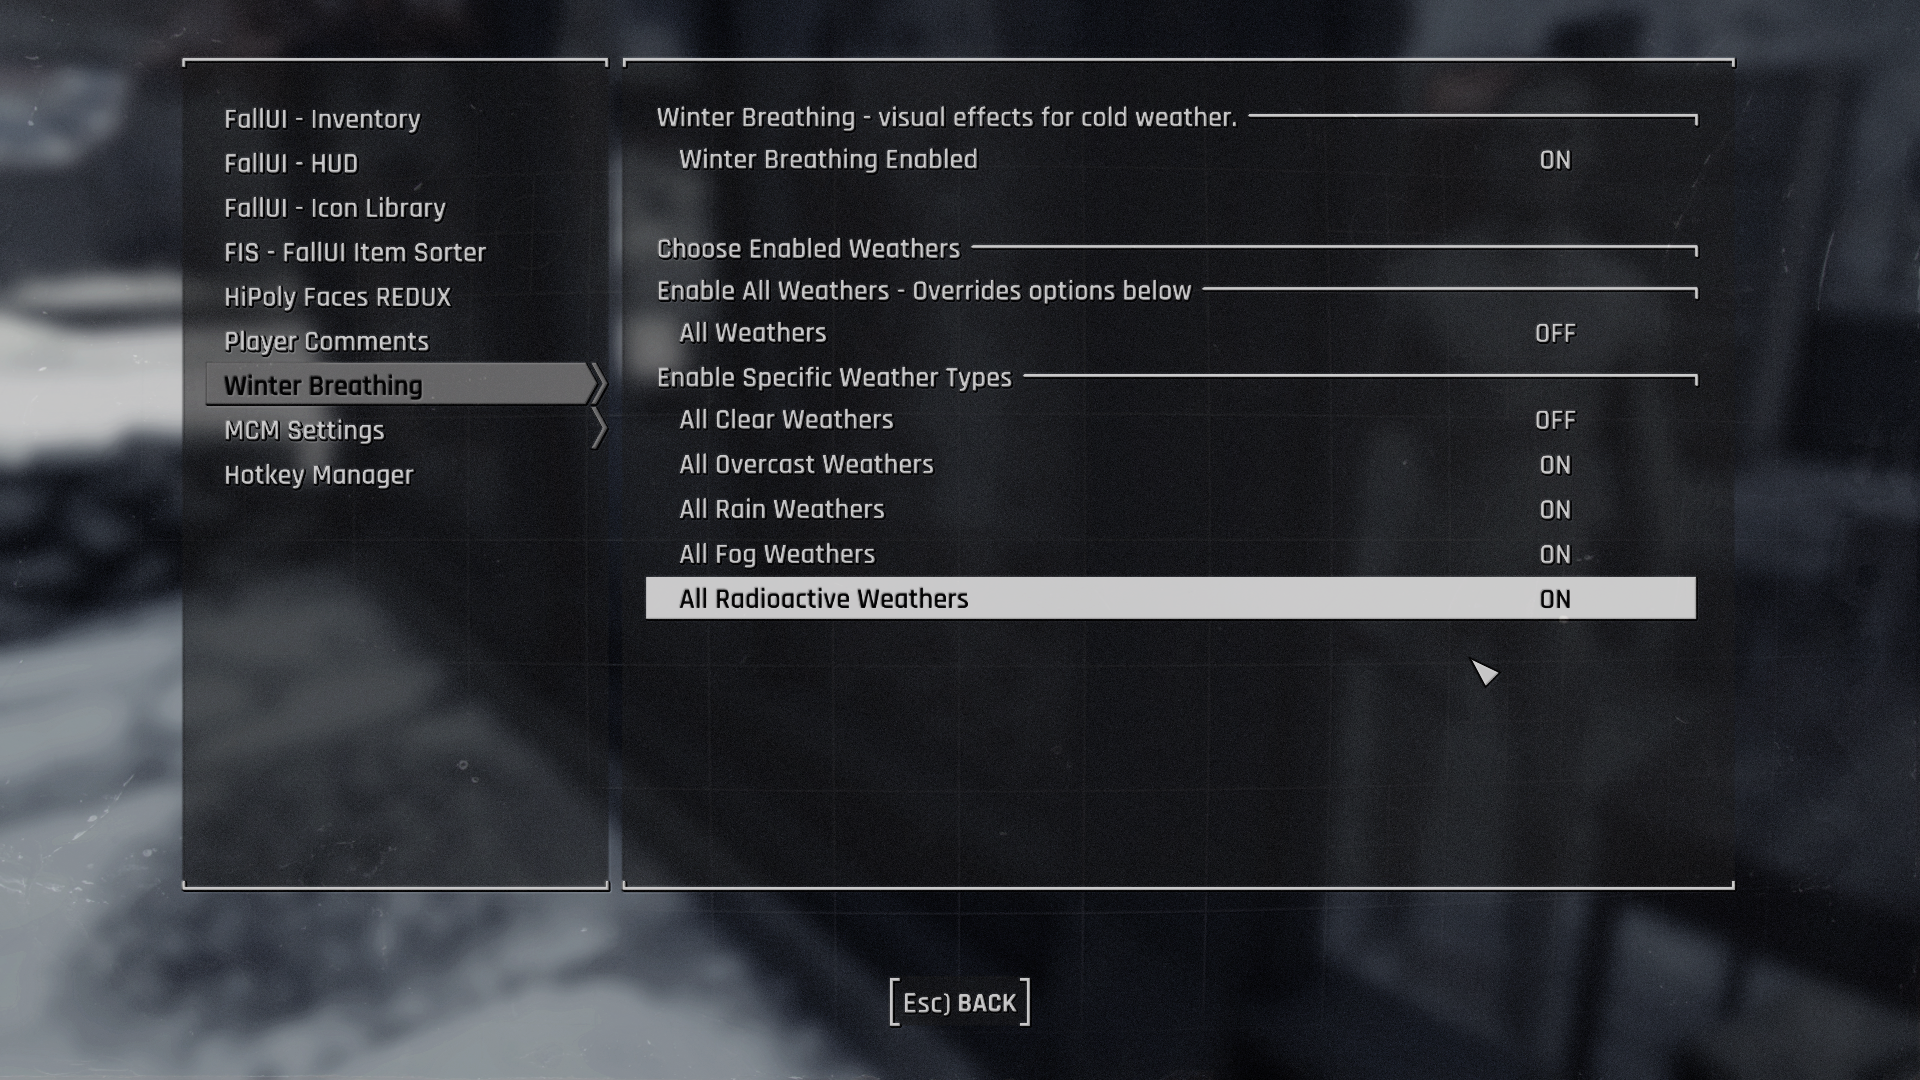 FallUI - Inventory
FallUI - HUD
FallUI - Icon Library
FIS - FallUI Item Sorter
HiPoly Faces REDUX
Player Comments
Winter Breathing
MCM Settings
Hotkey Manager
Winter Breathing - visual effects for cold weather.
Winter Breathing Enabled ON
Choose Enabled Weathers
Enable All Weathers - Overrides options below
All Weathers OFF
Enable Specific Weather Types
All Clear Weathers OFF
All Overcast Weathers ON
All Rain Weathers ON
All Fog Weathers ON
All Radioactive Weathers ON
Esc) BACK